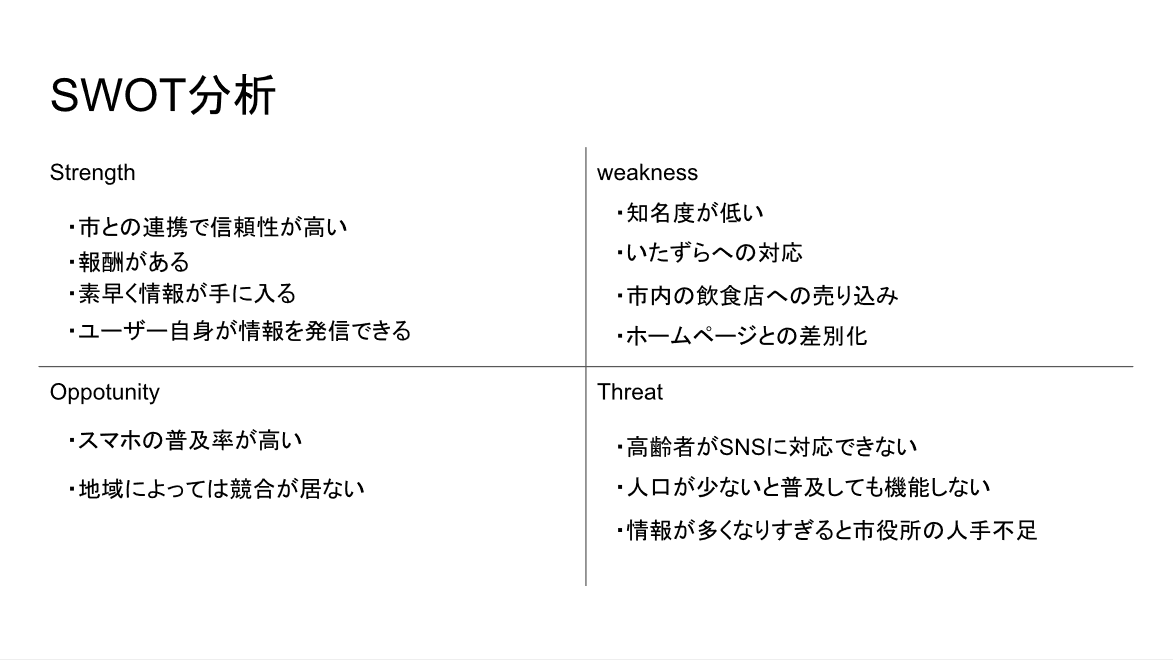 SWOT分析
Strength
・市との連携で信頼性が高い
・報酬がある
・素早く情報が手に入る
・ユーザー自身が情報を発信できる
weakness
・知名度が低い
・いたずらへの対応
・市内の飲食店への売り込み
・ホームページとの差別化
Oppotunity
・スマホの普及率が高い
・地域によっては競合が居ない
Threat
・高齢者がSNSに対応できない
・人口が少ないと普及しても機能しない
・情報が多くなりすぎると市役所の人手不足